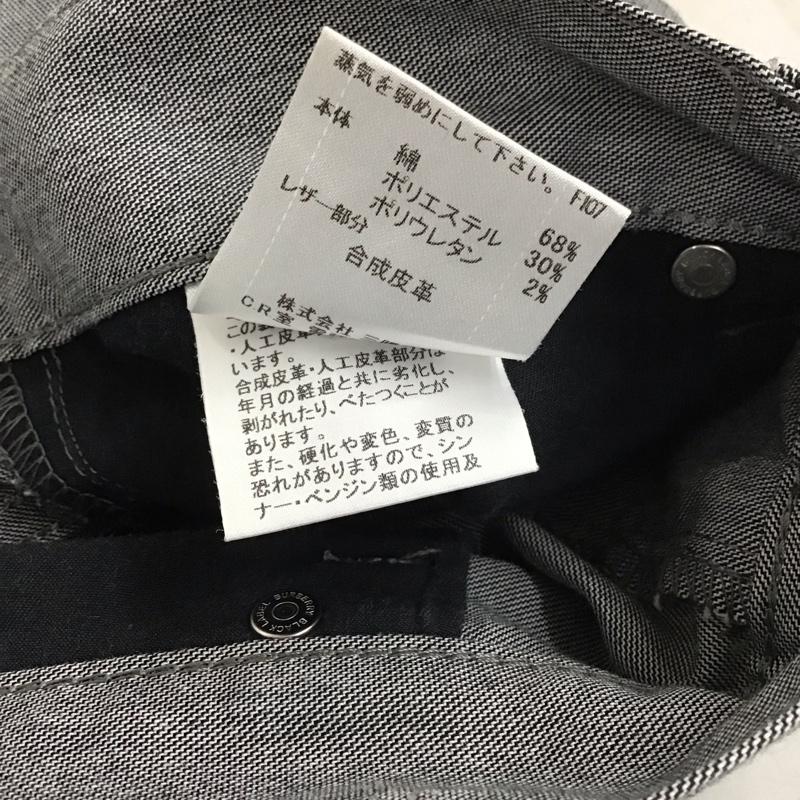 蒸気を弱めにして下さい。 F107
本体
綿 68%
ポリエステル 30%
ポリウレタン 2%
レザー部分
合成皮革
株式会社
CR室
・人工皮革
います。
合成皮革・人工皮革部分は
年月の経過と共に劣化し、
剥がれたり、べたつくことが
あります。
また、硬化や変色、変質の
恐れがありますので、シン
ナー・ベンジン類の使用及
BURBERRY BLACK LABEL